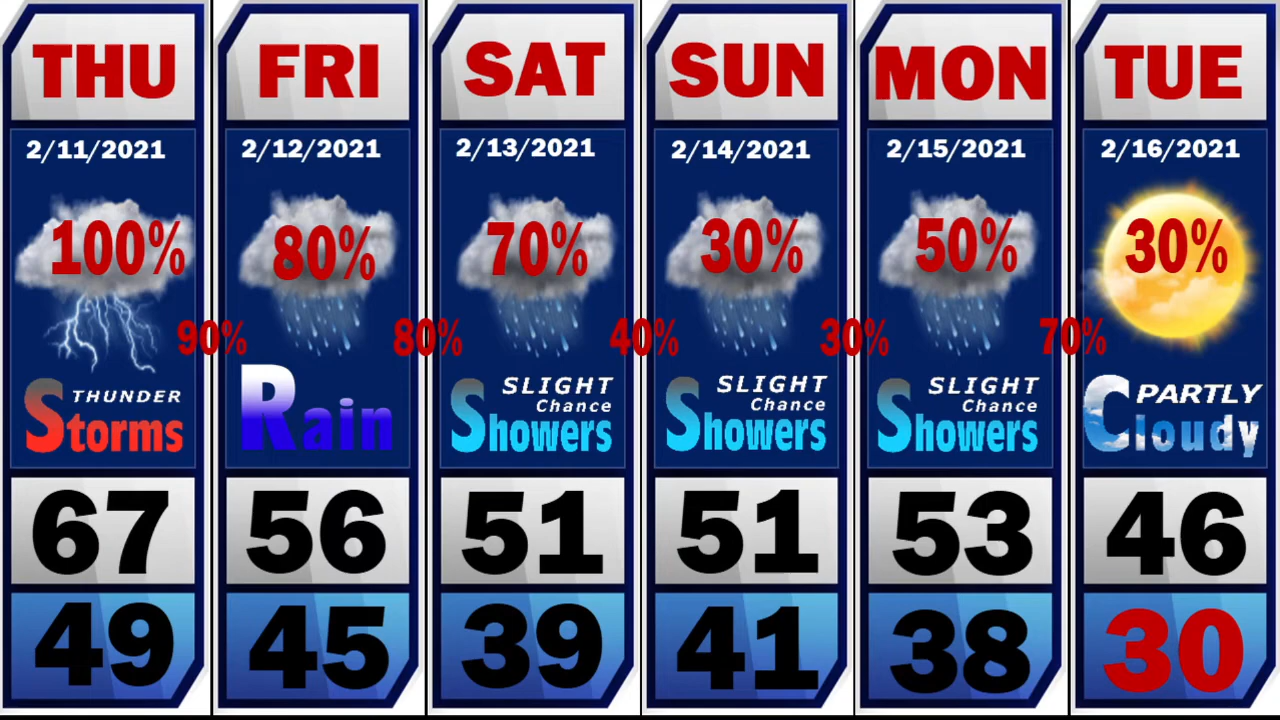 THU
2/11/2021
100%
THUNDER
Storms
67
49
90%
FRI
2/12/2021
80%
Rain
56
45
80%
SAT
2/13/2021
70%
SLIGHT
Chance
Showers
51
39
40%
SUN
2/14/2021
30%
SLIGHT
Chance
Showers
51
41
30%
MON
2/15/2021
50%
SLIGHT
Chance
Showers
53
38
70%
TUE
2/16/2021
30%
PARTLY
Cloudy
46
30